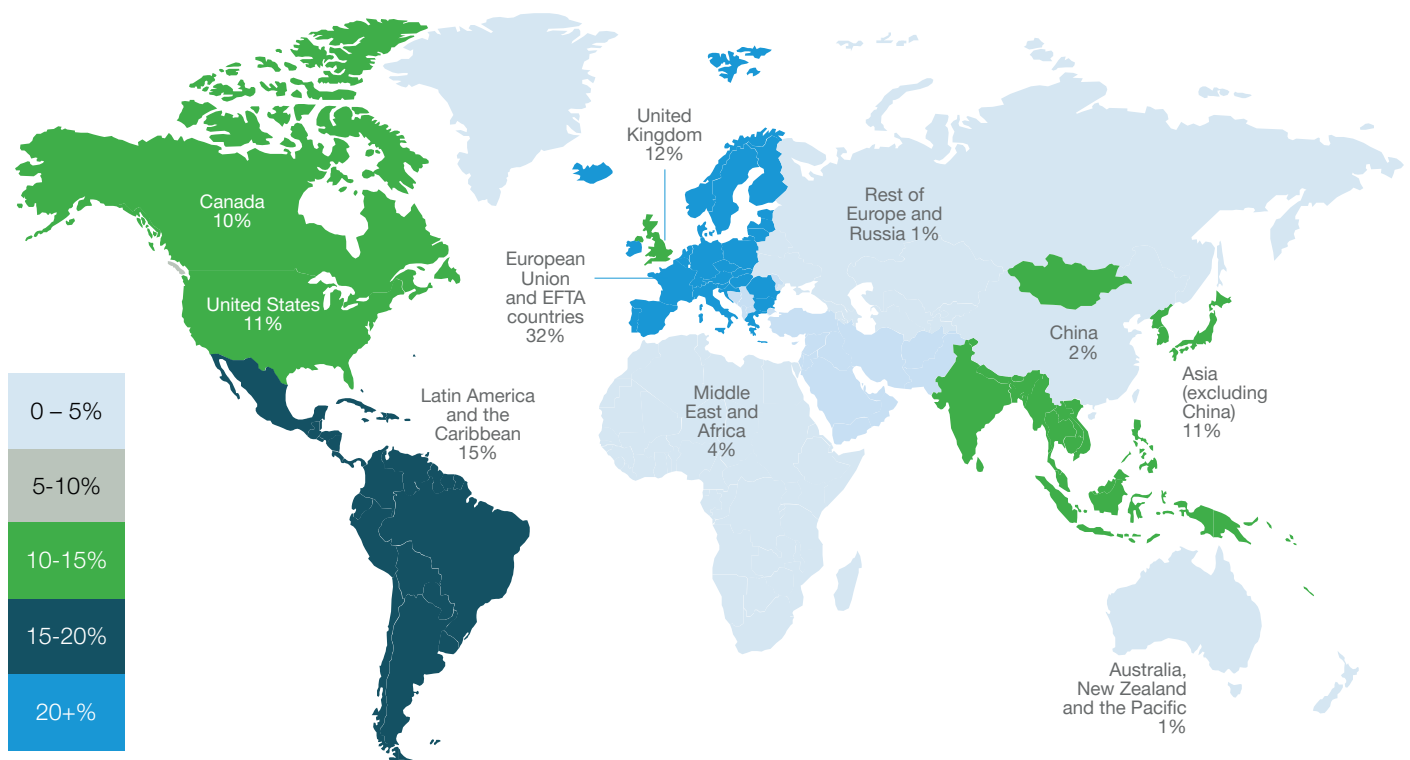 United
Kingdom
12%
Canada
10%
Rest of
Europe and
Russia 1%
European
Union
and EFTA
countries
32%
United States
11%
China
2%
Asia
(excluding
China)
11%
Latin America
and the
Caribbean
15%
Middle
East and
Africa
4%
0 – 5%
5-10%
10-15%
15-20%
20+%
Australia,
New Zealand
and the Pacific
1%